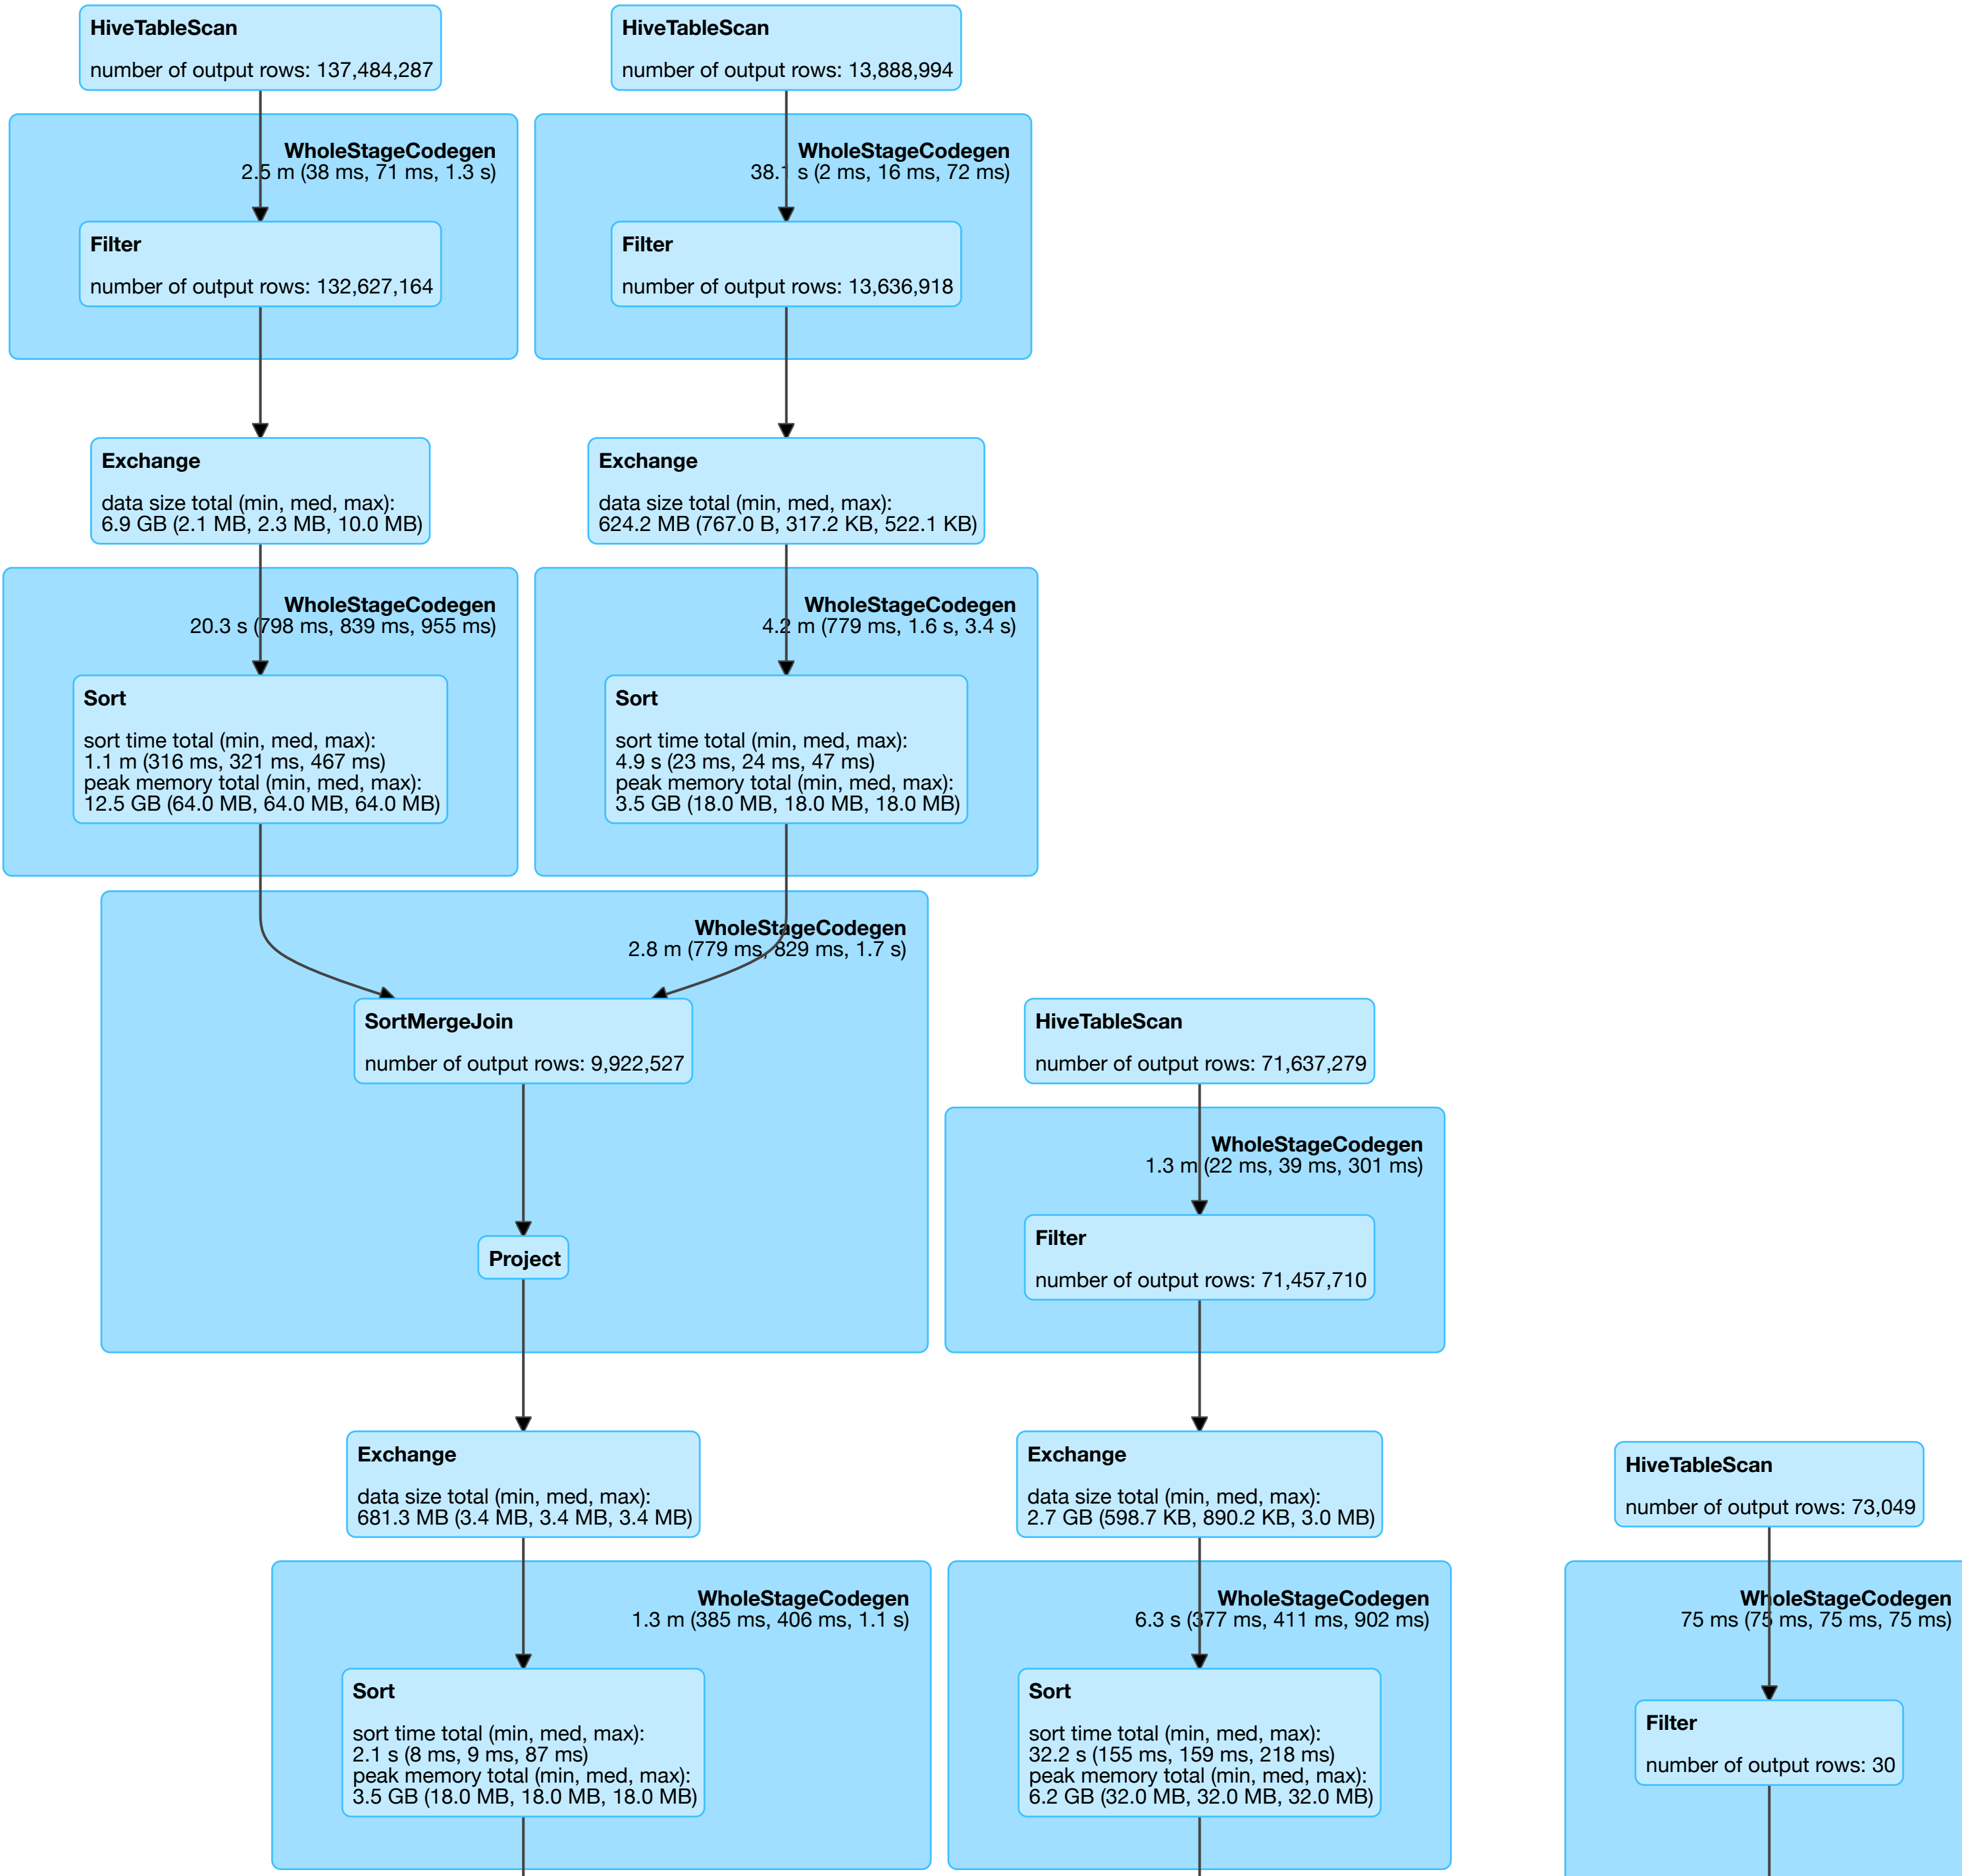 HiveTableScan
number of output rows: 137,484,287
HiveTableScan
number of output rows: 13,888,994
WholeStageCodegen
2.5 m (38 ms, 71 ms, 1.3 s)
Filter
number of output rows: 132,627,164
WholeStageCodegen
38.1 s (2 ms, 16 ms, 72 ms)
Filter
number of output rows: 13,636,918
Exchange
data size total (min, med, max):
6.9 GB (2.1 MB, 2.3 MB, 10.0 MB)
Exchange
data size total (min, med, max):
624.2 MB (767.0 B, 317.2 KB, 522.1 KB)
WholeStageCodegen
20.3 s (798 ms, 839 ms, 955 ms)
Sort
sort time total (min, med, max):
1.1 m (316 ms, 321 ms, 467 ms)
peak memory total (min, med, max):
12.5 GB (64.0 MB, 64.0 MB, 64.0 MB)
WholeStageCodegen
4.2 m (779 ms, 1.6 s, 3.4 s)
Sort
sort time total (min, med, max):
4.9 s (23 ms, 24 ms, 47 ms)
peak memory total (min, med, max):
3.5 GB (18.0 MB, 18.0 MB, 18.0 MB)
WholeStageCodegen
2.8 m (779 ms, 829 ms, 1.7 s)
SortMergeJoin
number of output rows: 9,922,527
Project
HiveTableScan
number of output rows: 71,637,279
WholeStageCodegen
1.3 m (22 ms, 39 ms, 301 ms)
Filter
number of output rows: 71,457,710
Exchange
data size total (min, med, max):
681.3 MB (3.4 MB, 3.4 MB, 3.4 MB)
Exchange
data size total (min, med, max):
2.7 GB (598.7 KB, 890.2 KB, 3.0 MB)
HiveTableScan
number of output rows: 73,049
WholeStageCodegen
1.3 m (385 ms, 406 ms, 1.1 s)
Sort
sort time total (min, med, max):
2.1 s (8 ms, 9 ms, 87 ms)
peak memory total (min, med, max):
3.5 GB (18.0 MB, 18.0 MB, 18.0 MB)
WholeStageCodegen
6.3 s (377 ms, 411 ms, 902 ms)
Sort
sort time total (min, med, max):
32.2 s (155 ms, 159 ms, 218 ms)
peak memory total (min, med, max):
6.2 GB (32.0 MB, 32.0 MB, 32.0 MB)
WholeStageCodegen
75 ms (75 ms, 75 ms, 75 ms)
Filter
number of output rows: 30